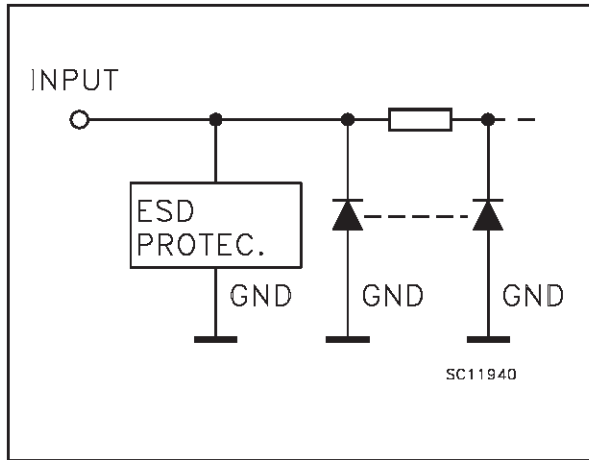 INPUT
ESD
PROTEC.
GND
GND
GND
SC11940